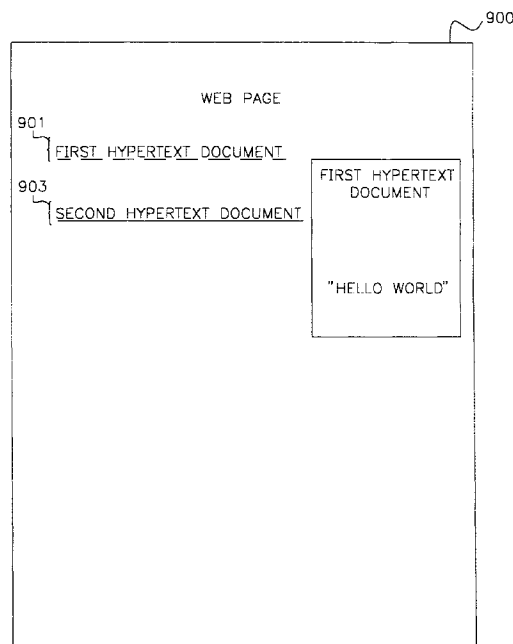 900
WEB PAGE
901
FIRST HYPERTEXT DOCUMENT
903
SECOND HYPERTEXT DOCUMENT
FIRST HYPERTEXT
DOCUMENT
"HELLO WORLD"